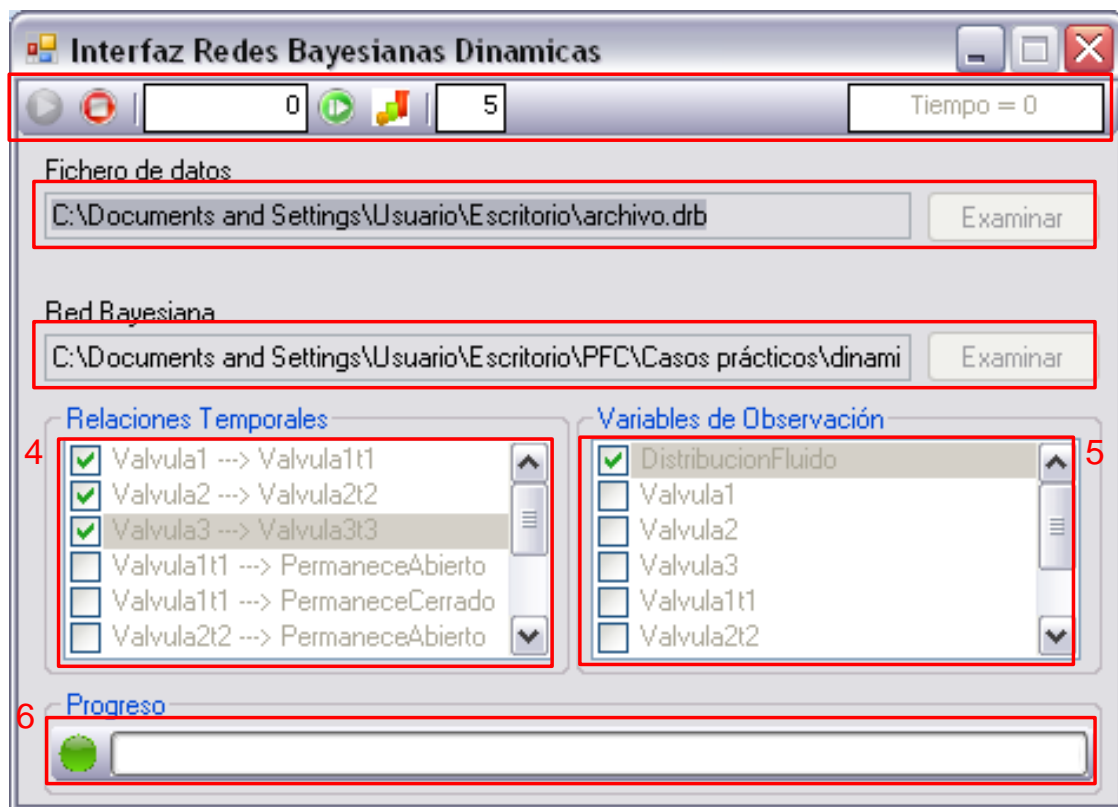 Interfaz Redes Bayesianas Dinamicas
0 5 Tiempo = 0
Fichero de datos
C:\Documents and Settings\Usuario\Escritorio\archivo.drb Examinar
Red Bayesiana
C:\Documents and Settings\Usuario\Escritorio\PFC\Casos prácticos\dinami Examinar
Relaciones Temporales
4
Valvula1 ---> Valvula1t1
Valvula2 ---> Valvula2t2
Valvula3 ---> Valvula3t3
Valvula1t1 ---> PermaneceAbierto
Valvula1t1 ---> PermaneceCerrado
Valvula2t2 ---> PermaneceAbierto
Variables de Observación
5
DistribucionFluido
Valvula1
Valvula2
Valvula3
Valvula1t1
Valvula2t2
Progreso
6